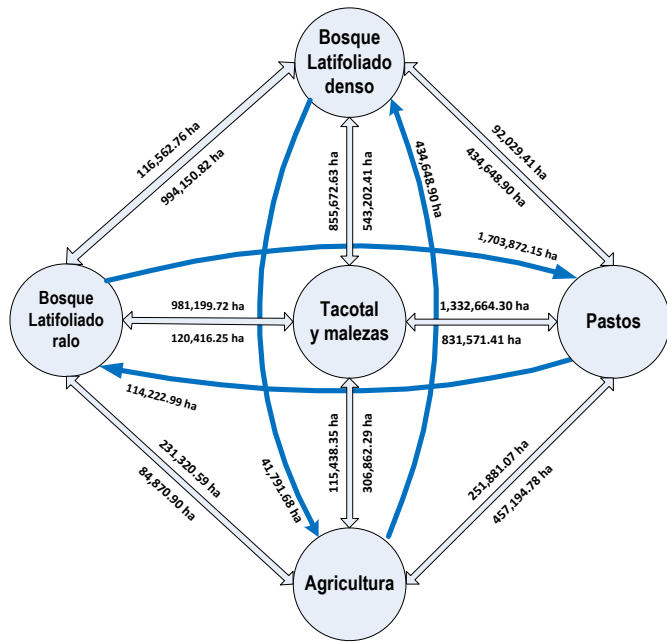 Bosque
Latifoliado
denso
116,562.76 ha
994,150.82 ha
855,672.63 ha
543,202.41 ha
434,648.90 ha
92,029.41 ha
434,648.90 ha
1,703,872.15 ha
Bosque
Latifoliado
ralo
981,199.72 ha
120,416.25 ha
Tacotal
y malezas
1,332,664.30 ha
831,571.41 ha
Pastos
114,222.99 ha
231,320.59 ha
84,870.90 ha
41,791.68 ha
115,438.35 ha
306,862.29 ha
251,881.07 ha
457,194.78 ha
Agricultura